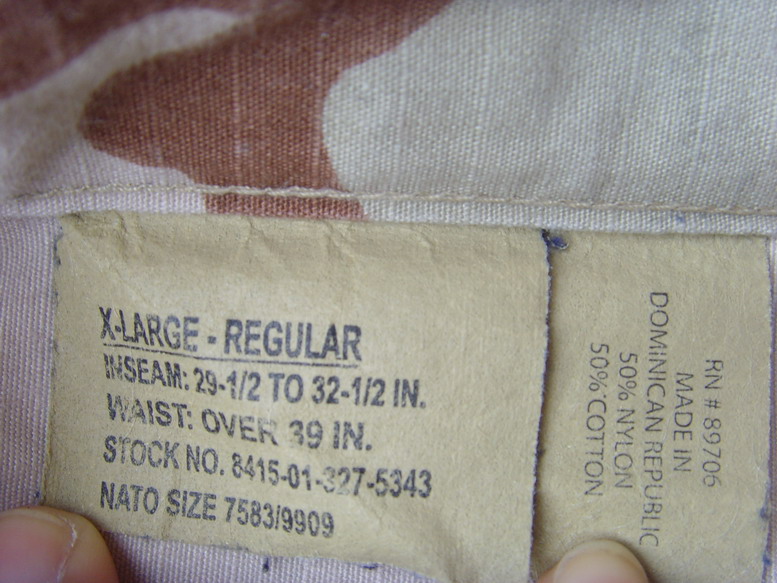 X-LARGE - REGULAR
INSEAM: 29-1/2 TO 32-1/2 IN.
WAIST: OVER 39 IN.
STOCK NO. 8415-01-327-5343
NATO SIZE 7583/9909
RN # 89706
MADE IN
DOMINICAN REPUBLIC
50% NYLON
50% COTTON